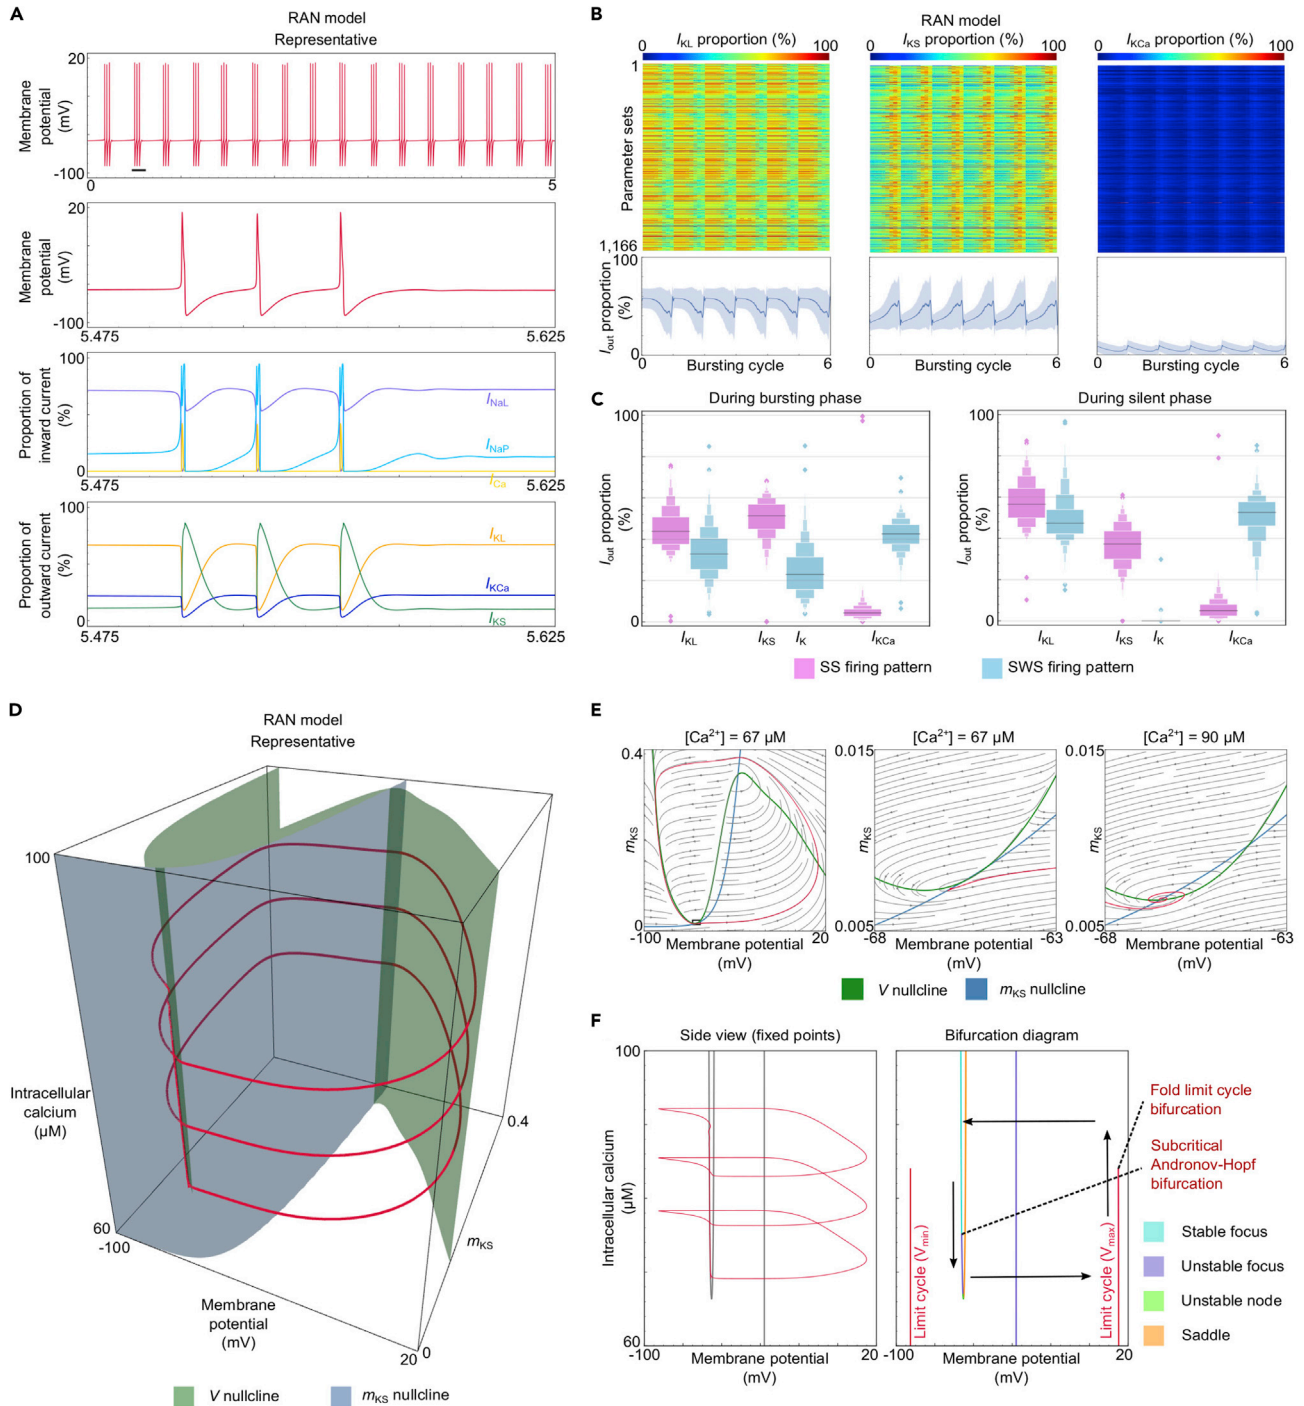 A
RAN model
Representative
Membrane
potential
(mV)
20
-100
0
5
Membrane
potential
(mV)
20
-100
5.475
5.625
Proportion of
inward current
(%)
100
0
INaL
INaP
ICa
5.475
5.625
Proportion of
outward current
(%)
100
0
IKL
IKCa
IKS
5.475
5.625
B
RAN model
IKL proportion (%)
0
100
IKS proportion (%)
0
100
IKCa proportion (%)
0
100
Parameter sets
1
1,166
Iout proportion
(%)
100
0
0
Bursting cycle
6
0
Bursting cycle
6
0
Bursting cycle
6
C
During bursting phase
Iout proportion
(%)
100
0
IKL
IKS
IK
IKCa
During silent phase
Iout proportion
(%)
100
0
IKL
IKS
IK
IKCa
SS firing pattern
SWS firing pattern
D
RAN model
Representative
100
Intracellular
calcium
(μM)
60
-100
Membrane
potential
(mV)
20
0
mKS
0.4
V nullcline
mKS nullcline
E
[Ca2+] = 67 μM
0.4
mKS
0
-100
Membrane potential
(mV)
20
[Ca2+] = 67 μM
0.015
mKS
0.005
-68
Membrane potential
(mV)
-63
[Ca2+] = 90 μM
0.015
mKS
0.005
-68
Membrane potential
(mV)
-63
V nullcline
mKS nullcline
F
Side view (fixed points)
100
Intracellular calcium
(μM)
60
-100
Membrane potential
(mV)
20
Bifurcation diagram
Limit cycle (Vmin)
Limit cycle (Vmax)
-100
Membrane potential
(mV)
20
Fold limit cycle
bifurcation
Subcritical
Andronov-Hopf
bifurcation
Stable focus
Unstable focus
Unstable node
Saddle